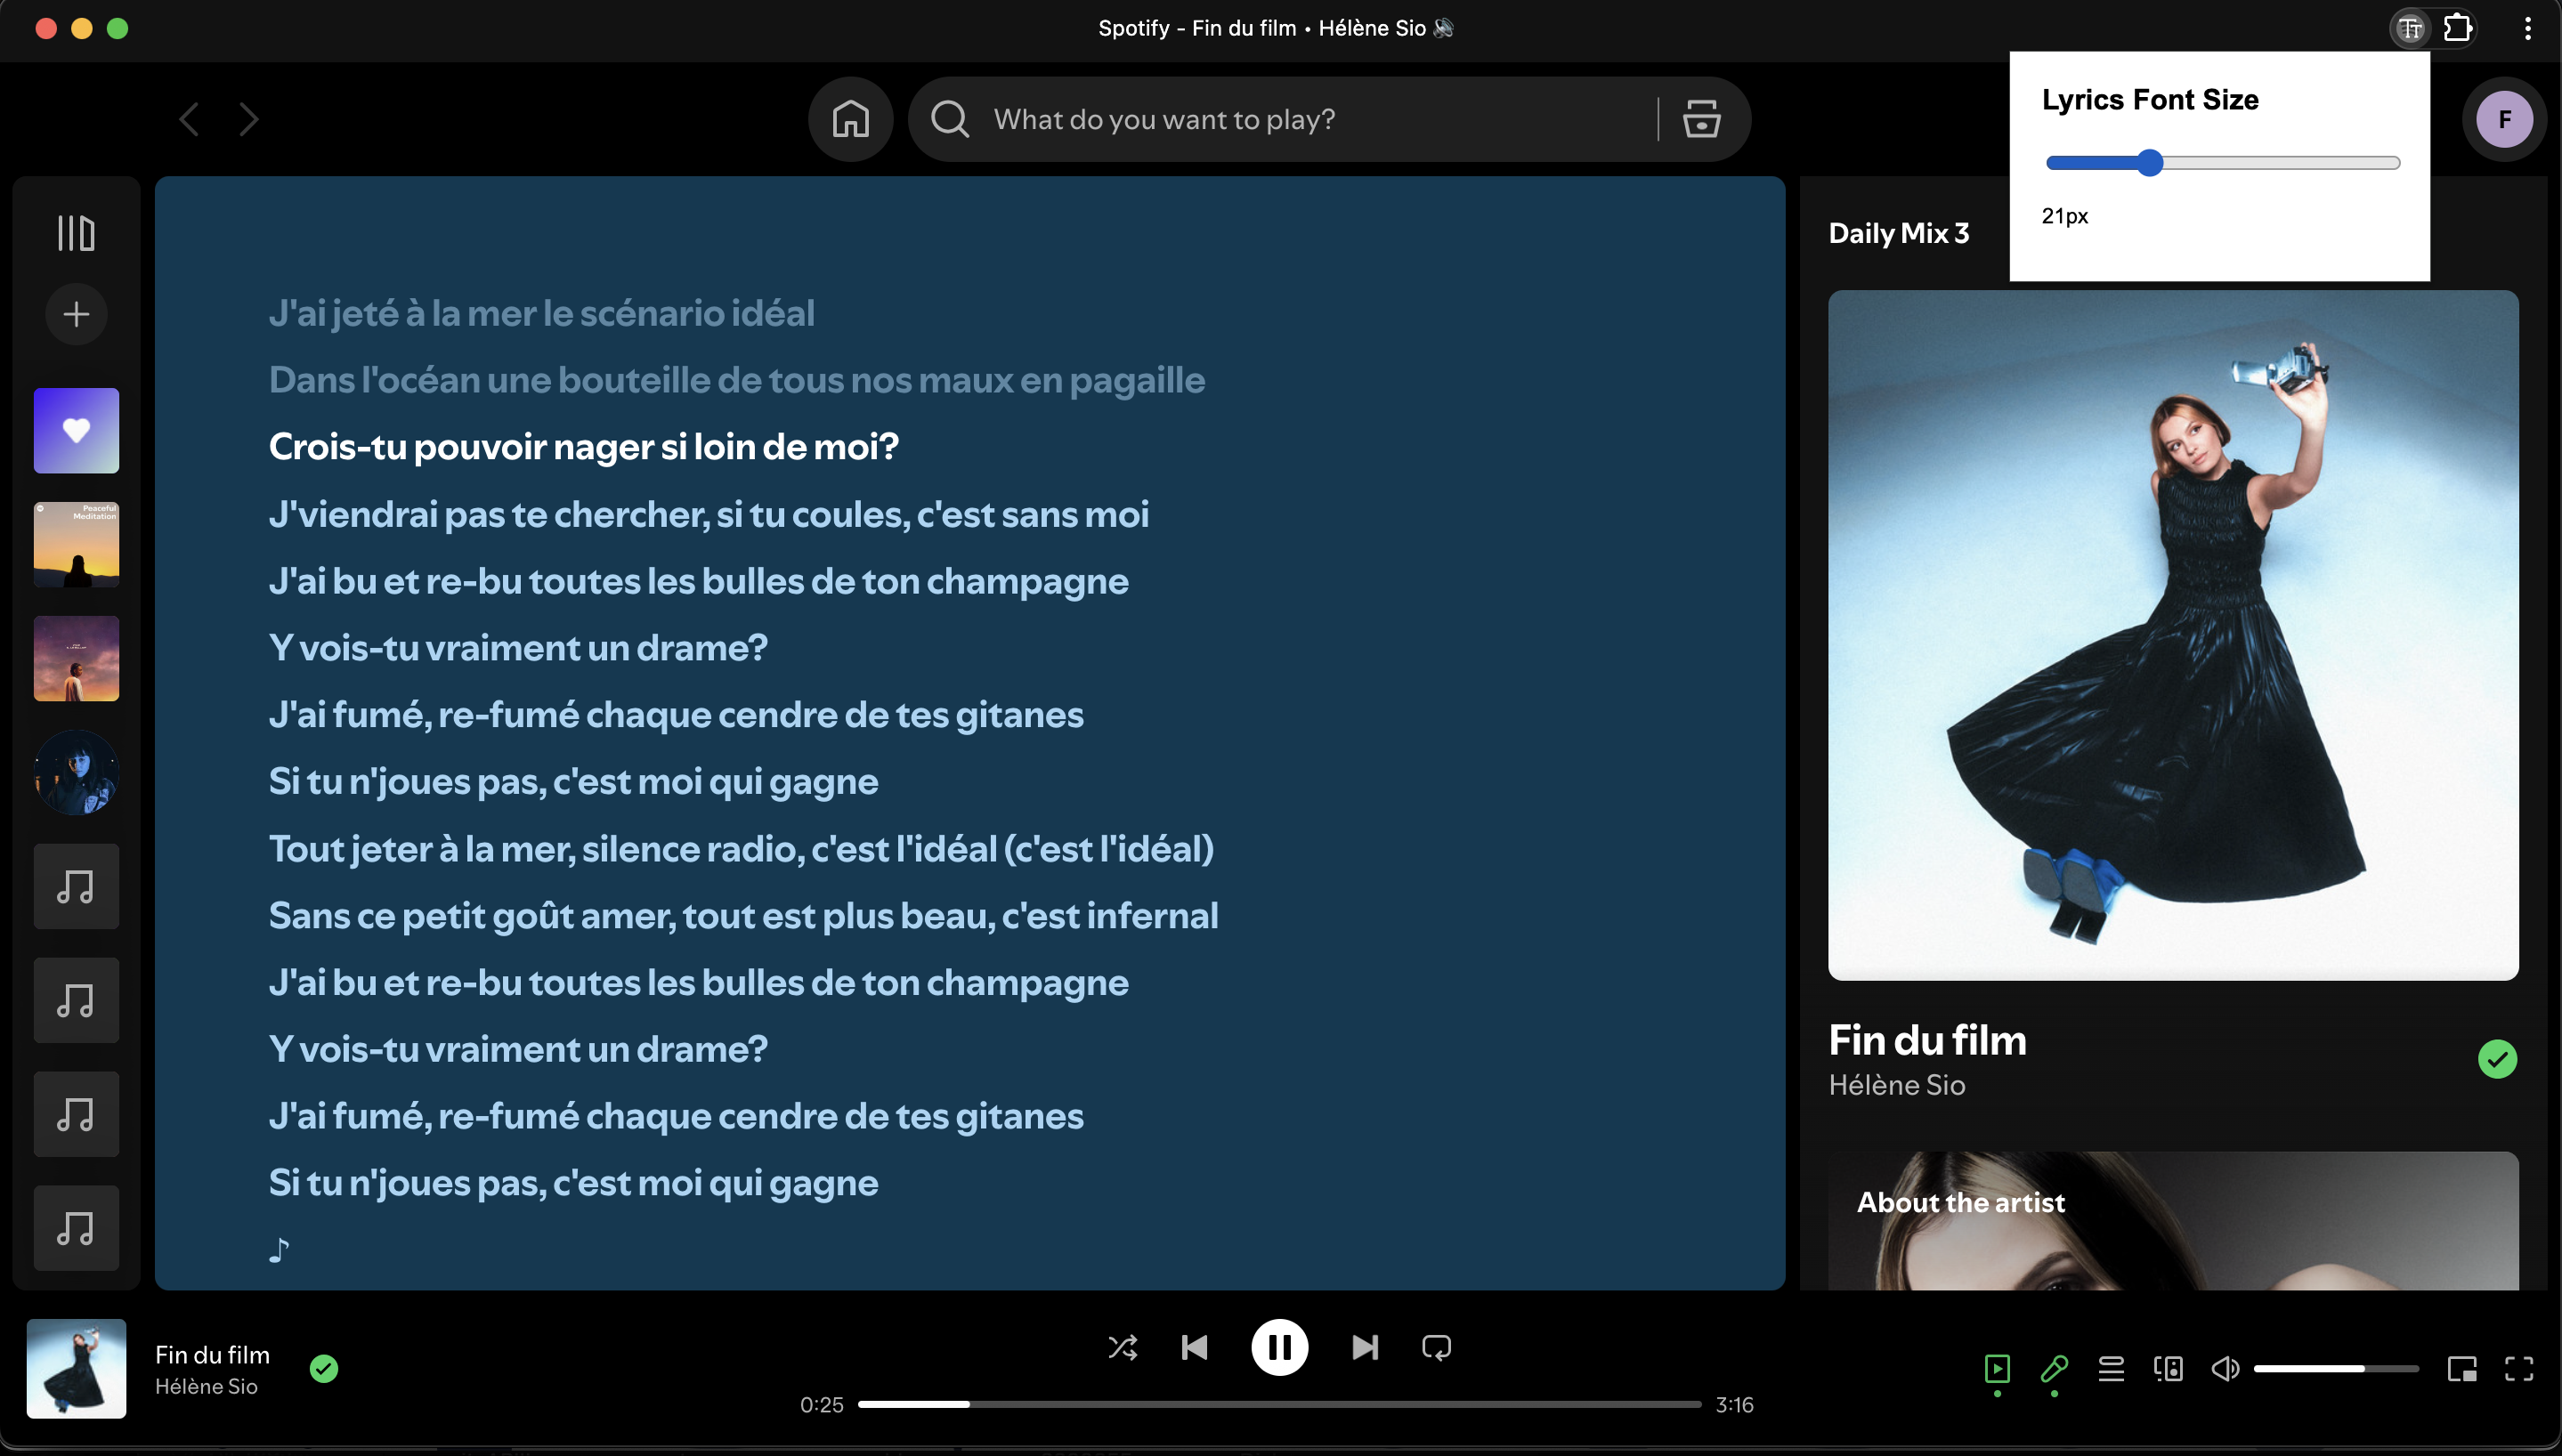 Spotify - Fin du film • Hélène Sio 🔊
What do you want to play?
Lyrics Font Size
21px
F
Peaceful
Meditation
J'ai jeté à la mer le scénario idéal
Dans l'océan une bouteille de tous nos maux en pagaille
Crois-tu pouvoir nager si loin de moi?
J'viendrai pas te chercher, si tu coules, c'est sans moi
J'ai bu et re-bu toutes les bulles de ton champagne
Y vois-tu vraiment un drame?
J'ai fumé, re-fumé chaque cendre de tes gitanes
Si tu n'joues pas, c'est moi qui gagne
Tout jeter à la mer, silence radio, c'est l'idéal (c'est l'idéal)
Sans ce petit goût amer, tout est plus beau, c'est infernal
J'ai bu et re-bu toutes les bulles de ton champagne
Y vois-tu vraiment un drame?
J'ai fumé, re-fumé chaque cendre de tes gitanes
Si tu n'joues pas, c'est moi qui gagne
♪
Daily Mix 3
Fin du film
Hélène Sio
About the artist
Fin du film
Hélène Sio
0:25
3:16